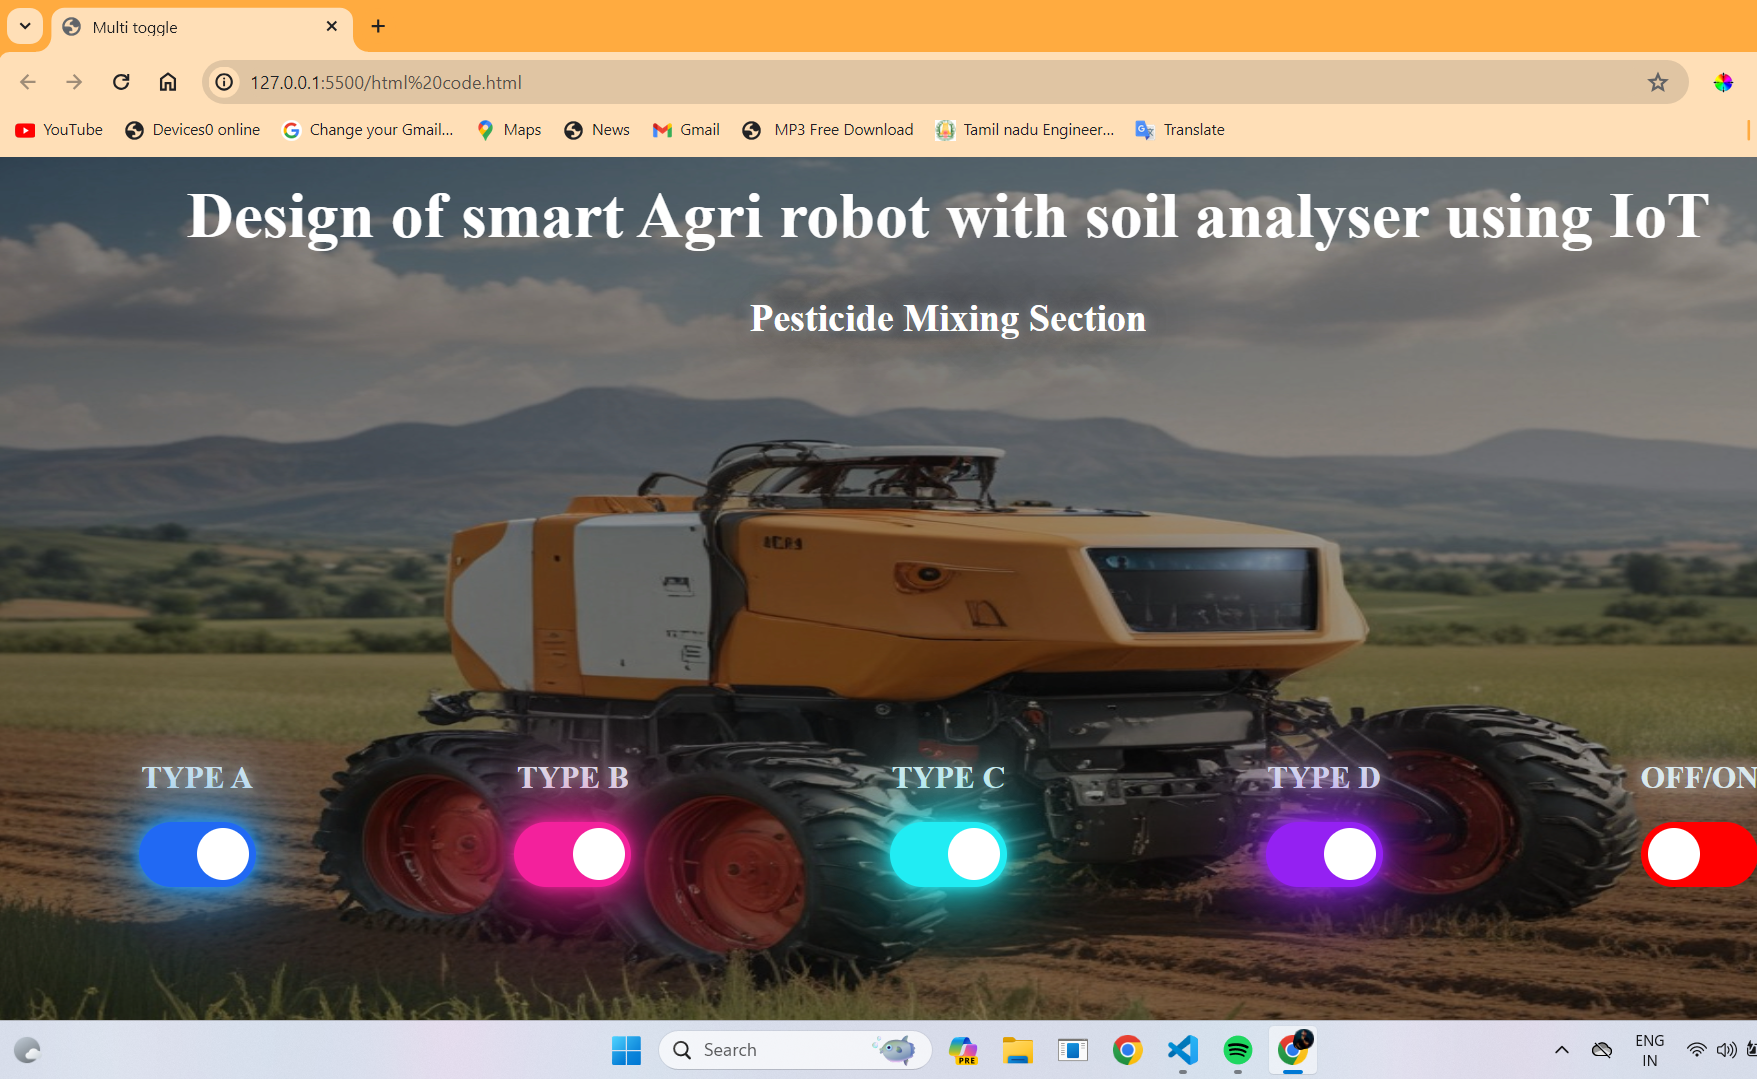 Multi toggle
127.0.0.1:5500/html%20code.html
YouTube Devices0 online Change your Gmail... Maps News Gmail MP3 Free Download Tamil nadu Engineer... Translate
Design of smart Agri robot with soil analyser using IoT
Pesticide Mixing Section
TYPE A TYPE B TYPE C TYPE D OFF/ON
Search
PRE
ENG
IN